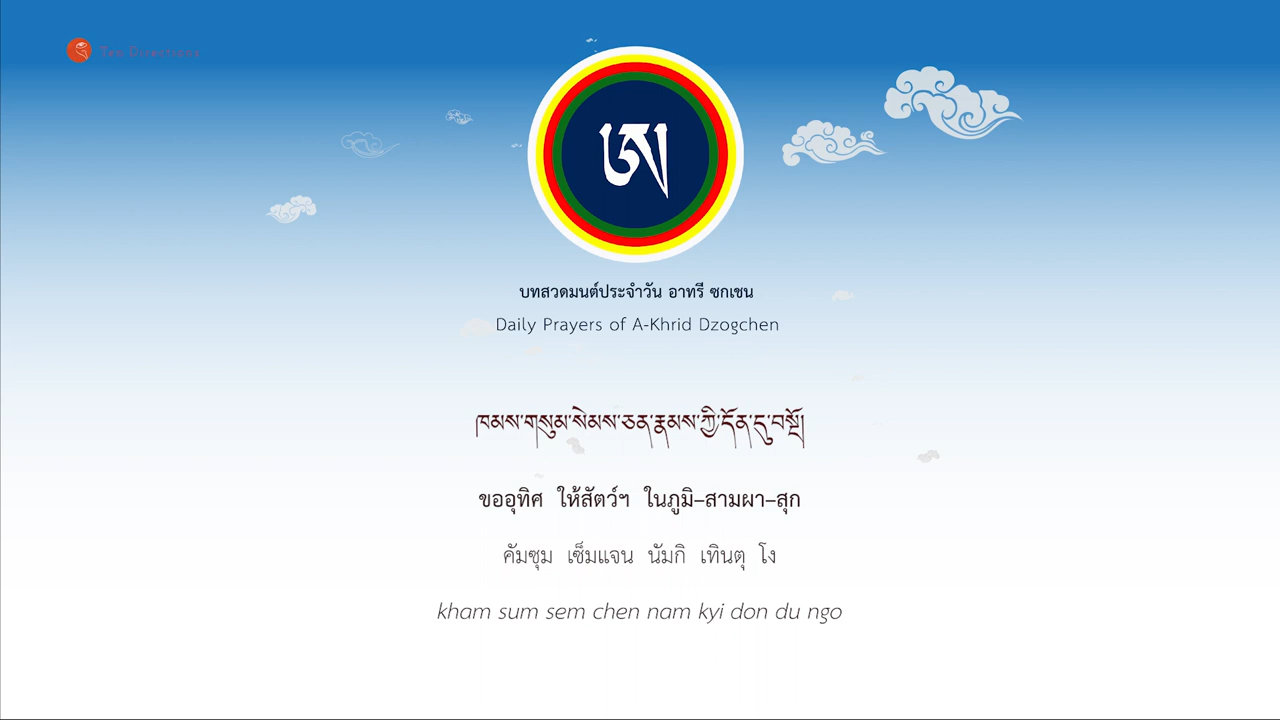 Ten Directions
ཨ
บทสวดมนต์ประจำวัน อาทรี ซกเชน
Daily Prayers of A-Khrid Dzogchen
ཁམས་གསུམ་སེམས་ཅན་རྣམས་ཀྱི་དོན་དུ་བསྔོ།
ขออุทิศ ให้สัตว์ฯ ในภูมิ–สามผา–สุก
คัมซุม เซ็มแจน นัมกิ เทินตุ โง
kham sum sem chen nam kyi don du ngo